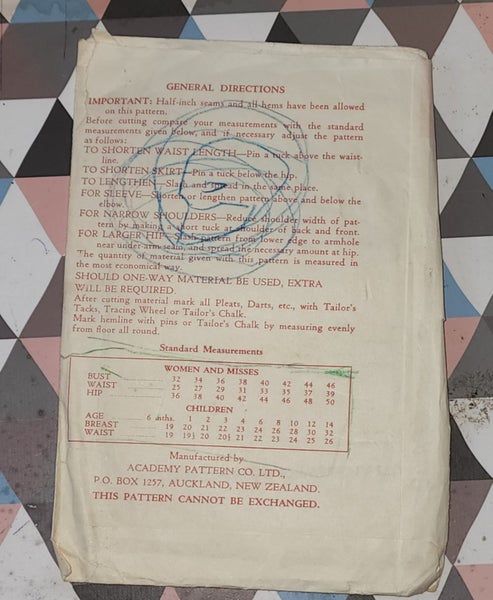 GENERAL DIRECTIONS
IMPORTANT: Half-inch seams and all hems have been allowed
on this pattern.
Before cutting compare your measurements with the standard
measurements given below, and if necessary adjust the pattern
as follows:
TO SHORTEN WAIST LENGTH—Pin a tuck above the waist-
line.
TO SHORTEN SKIRT—Pin a tuck below the hip.
TO LENGTHEN—Slash and spread in the same place.
FOR SLEEVE—Shorten or lengthen pattern above and below the
elbow.
FOR NARROW SHOULDERS—Reduce shoulder width of pat-
tern by making a short tuck at shoulder of back and front.
FOR LARGER HIP—Slash pattern from lower edge to armhole
near under-arm seam, and spread the necessary amount at hip.
The quantity of material given with this pattern is measured in
the most economical way.
SHOULD ONE-WAY MATERIAL BE USED, EXTRA
WILL BE REQUIRED
After cutting material mark all Pleats, Darts, etc., with Tailor's
Tacks, Tracing Wheel or Tailor's Chalk.
Mark hemline with pins or Tailor's Chalk by measuring evenly
from floor all round.
Standard Measurements
WOMEN AND MISSES
BUST 32 34 36 38 40 42 44 46
WAIST 25 27 29 31 33 35 37 39
HIP 36 38 40 42 44 46 48 50
CHILDREN
AGE 6 mths. 1 2 3 4 6 8 10 12 14
BREAST 19 20 21 22 23 24 26 28 30 32
WAIST 19 19½ 20 20½ 21 22 23 24 25 26
Manufactured by
ACADEMY PATTERN CO. LTD.,
P.O. BOX 1257, AUCKLAND, NEW ZEALAND.
THIS PATTERN CANNOT BE EXCHANGED.